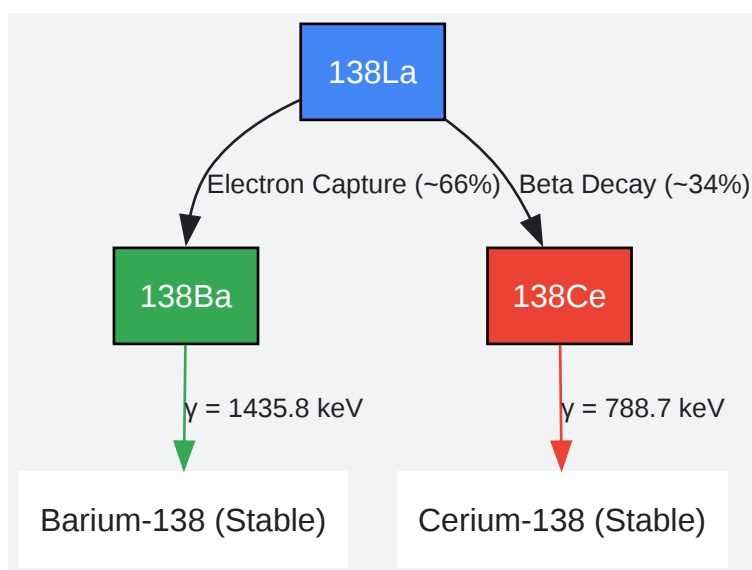 138La
Electron Capture (~66%)
Beta Decay (~34%)
138Ba
138Ce
γ = 1435.8 keV
γ = 788.7 keV
Barium-138 (Stable)
Cerium-138 (Stable)